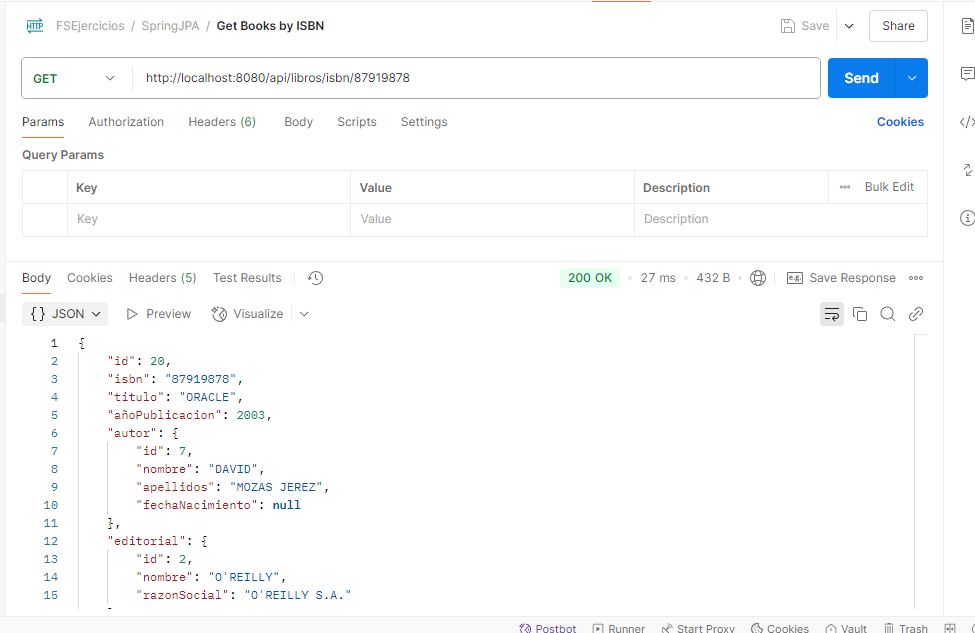 HTTP FSEjercicios / SpringJPA / Get Books by ISBN Save Share
GET http://localhost:8080/api/libros/isbn/87919878 Send
Params Authorization Headers (6) Body Scripts Settings Cookies
Query Params
Key Value Description Bulk Edit
Key Value Description
Body Cookies Headers (5) Test Results 200 OK 27 ms 432 B e.g. Save Response
{} JSON Preview Visualize
1 {
2 "id": 20,
3 "isbn": "87919878",
4 "titulo": "ORACLE",
5 "añoPublicacion": 2003,
6 "autor": {
7 "id": 7,
8 "nombre": "DAVID",
9 "apellidos": "MOZAS JEREZ",
10 "fechaNacimiento": null
11 },
12 "editorial": {
13 "id": 2,
14 "nombre": "O'REILLY",
15 "razonSocial": "O'REILLY S.A."
Postbot Runner Start Proxy Cookies Vault Trash